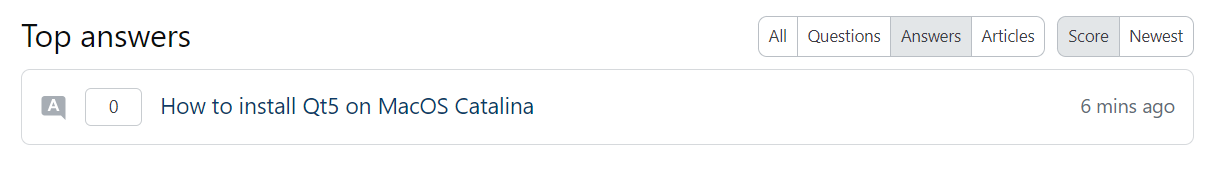 Top answers All Questions Answers Articles Score Newest
A 0 How to install Qt5 on MacOS Catalina 6 mins ago